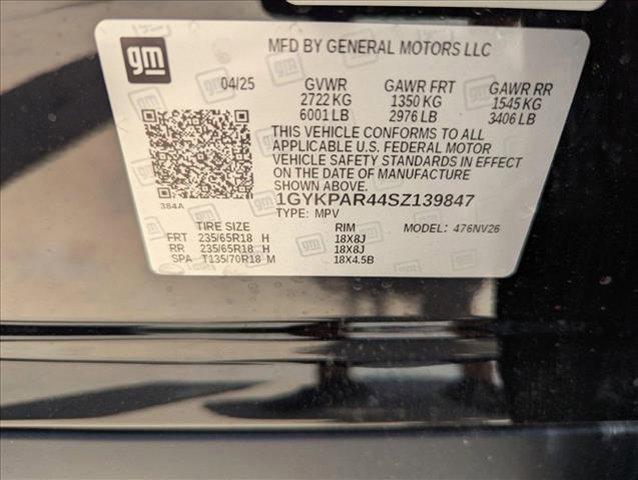 gm
MFD BY GENERAL MOTORS LLC
04/25 GVWR GAWR FRT GAWR RR
2722 KG 1350 KG 1545 KG
6001 LB 2976 LB 3406 LB
THIS VEHICLE CONFORMS TO ALL
APPLICABLE U.S. FEDERAL MOTOR
VEHICLE SAFETY STANDARDS IN EFFECT
ON THE DATE OF MANUFACTURE
SHOWN ABOVE.
384A
1GYKPAR44SZ139847
TYPE: MPV MODEL: 476NV26
TIRE SIZE RIM
FRT 235/65R18 H 18X8J
RR 235/65R18 H 18X8J
SPA T135/70R18 M 18X4.5B